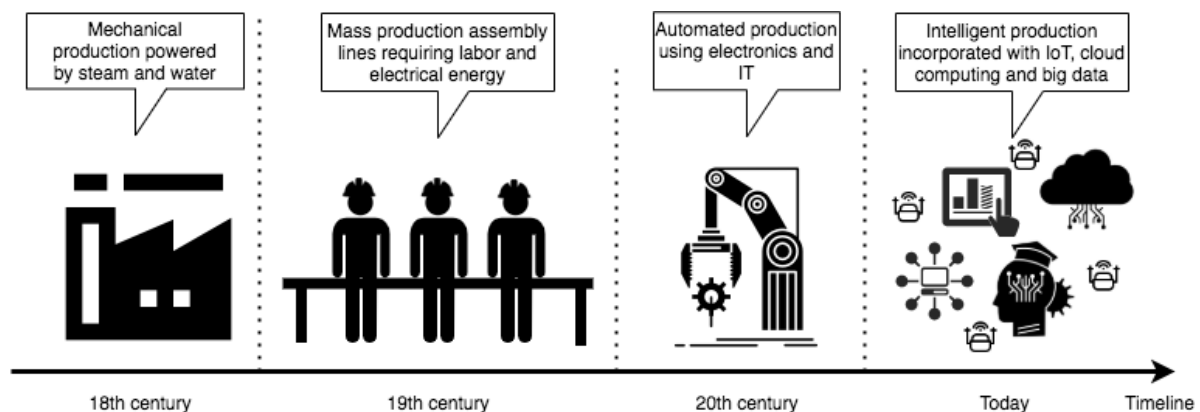 Mechanical
production powered
by steam and water
Mass production assembly
lines requiring labor and
electrical energy
Automated production
using electronics and
IT
Intelligent production
incorporated with IoT, cloud
computing and big data
18th century
19th century
20th century
Today
Timeline